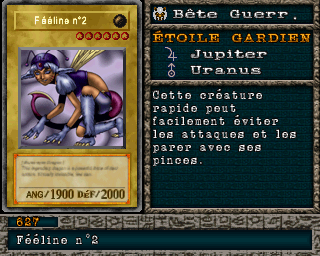 Fééline n°2
ANG/1900 DéF/2000
Bête Guerr.
ÉTOILE GARDIEN
Jupiter
Uranus
Cette créature
rapide peut
facilement éviter
les attaques et les
parer avec ses
pinces.
627
Fééline n°2